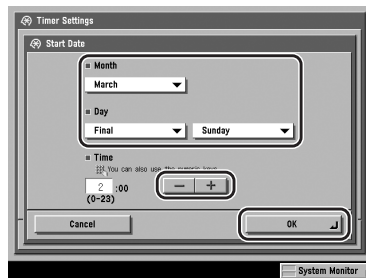 Timer Settings
Start Date
Month
March
Day
Final Sunday
Time
You can also use the numeric keys
2 :00 − +
(0-23)
Cancel OK
System Monitor